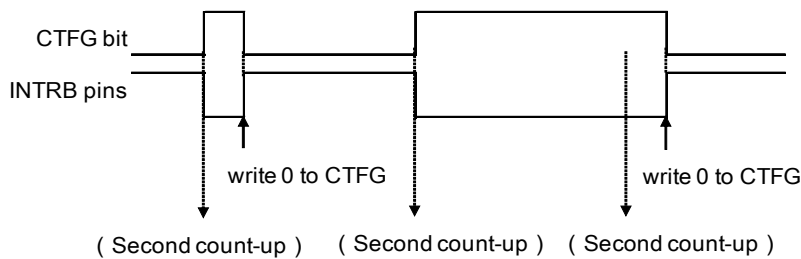 CTFG bit
INTRB pins
write 0 to CTFG
write 0 to CTFG
( Second count-up )
( Second count-up )
( Second count-up )